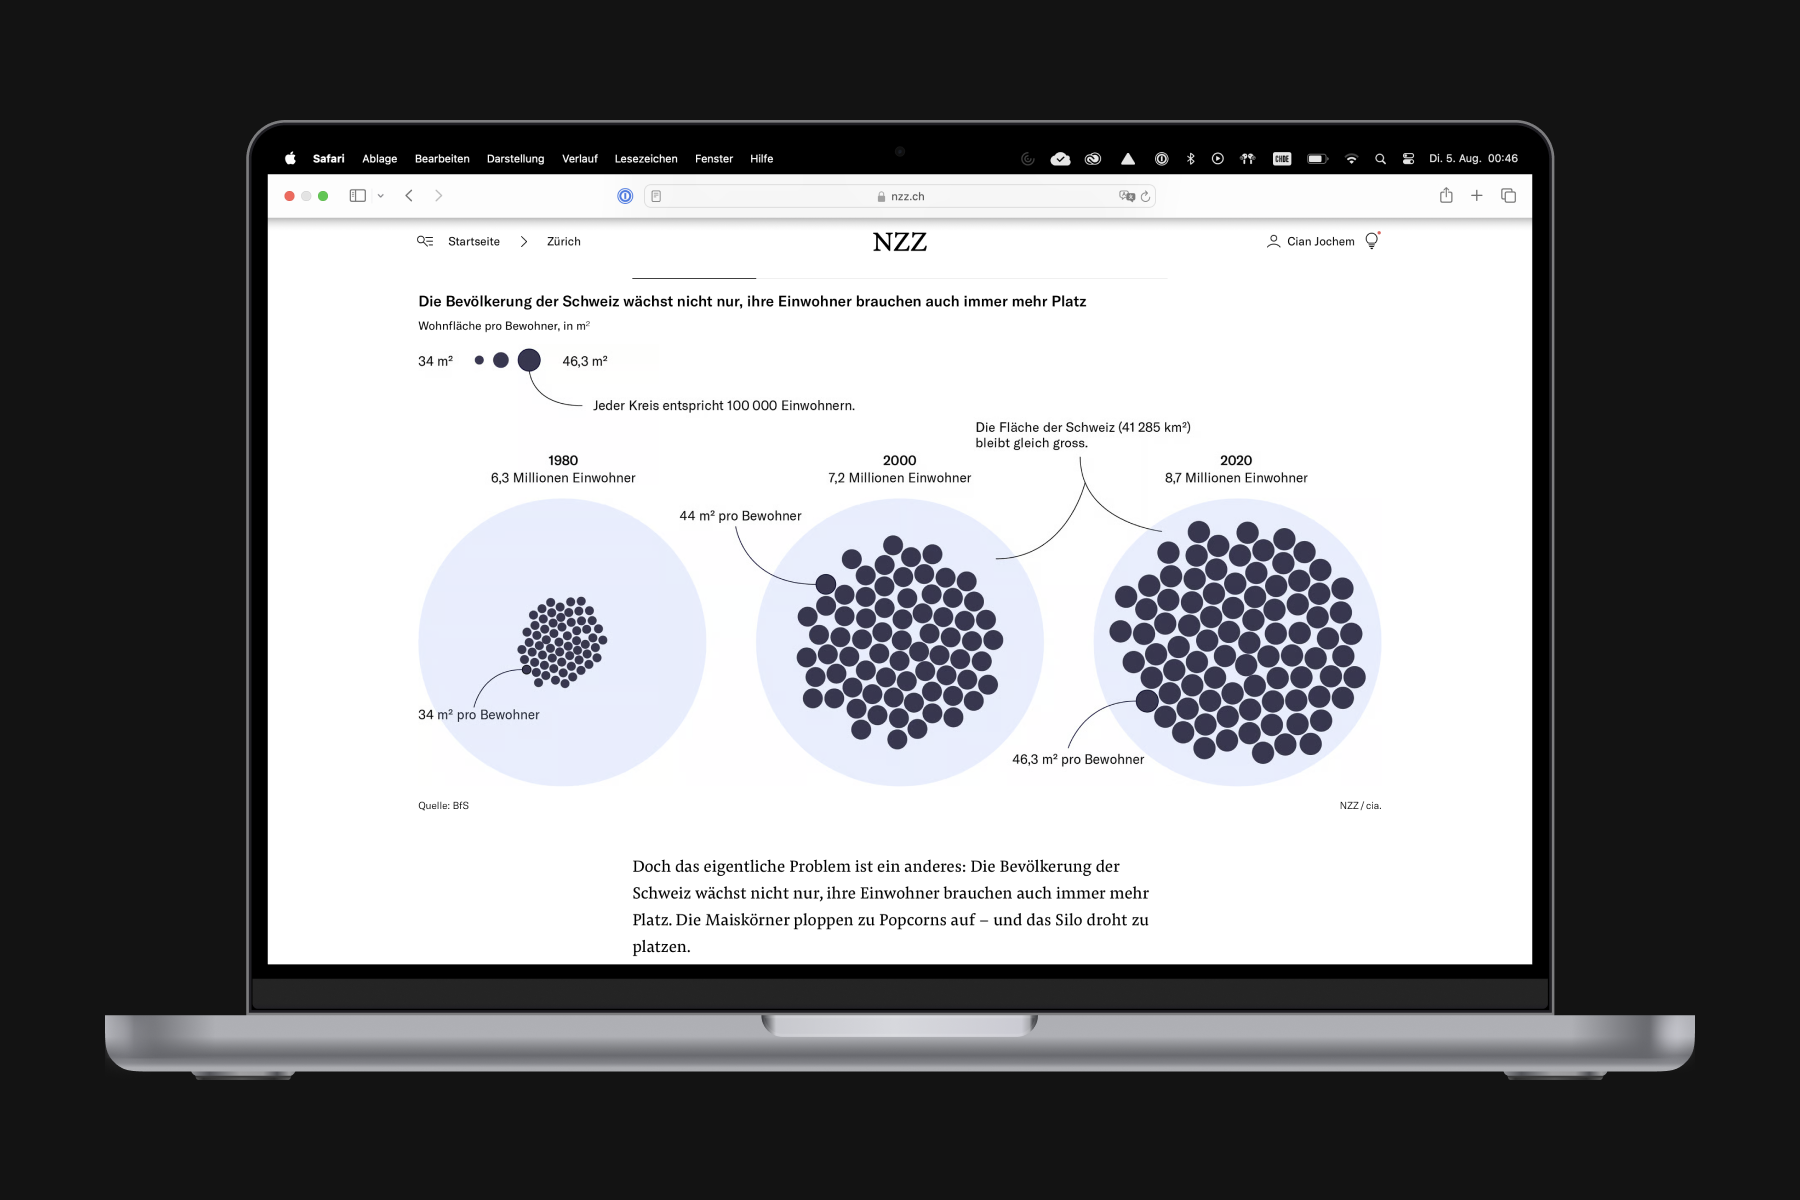 Safari Ablage Bearbeiten Darstellung Verlauf Lesezeichen Fenster Hilfe
CHDE Di. 5. Aug. 00:46
nzz.ch
Startseite Zürich NZZ Cian Jochem
Die Bevölkerung der Schweiz wächst nicht nur, ihre Einwohner brauchen auch immer mehr Platz
Wohnfläche pro Bewohner, in m²
34 m² 46,3 m²
Jeder Kreis entspricht 100 000 Einwohnern.
Die Fläche der Schweiz (41 285 km²)
bleibt gleich gross.
1980
6,3 Millionen Einwohner
34 m² pro Bewohner
2000
7,2 Millionen Einwohner
44 m² pro Bewohner
2020
8,7 Millionen Einwohner
46,3 m² pro Bewohner
Quelle: BfS
NZZ / cia.
Doch das eigentliche Problem ist ein anderes: Die Bevölkerung der
Schweiz wächst nicht nur, ihre Einwohner brauchen auch immer mehr
Platz. Die Maiskörner ploppen zu Popcorns auf – und das Silo droht zu
platzen.